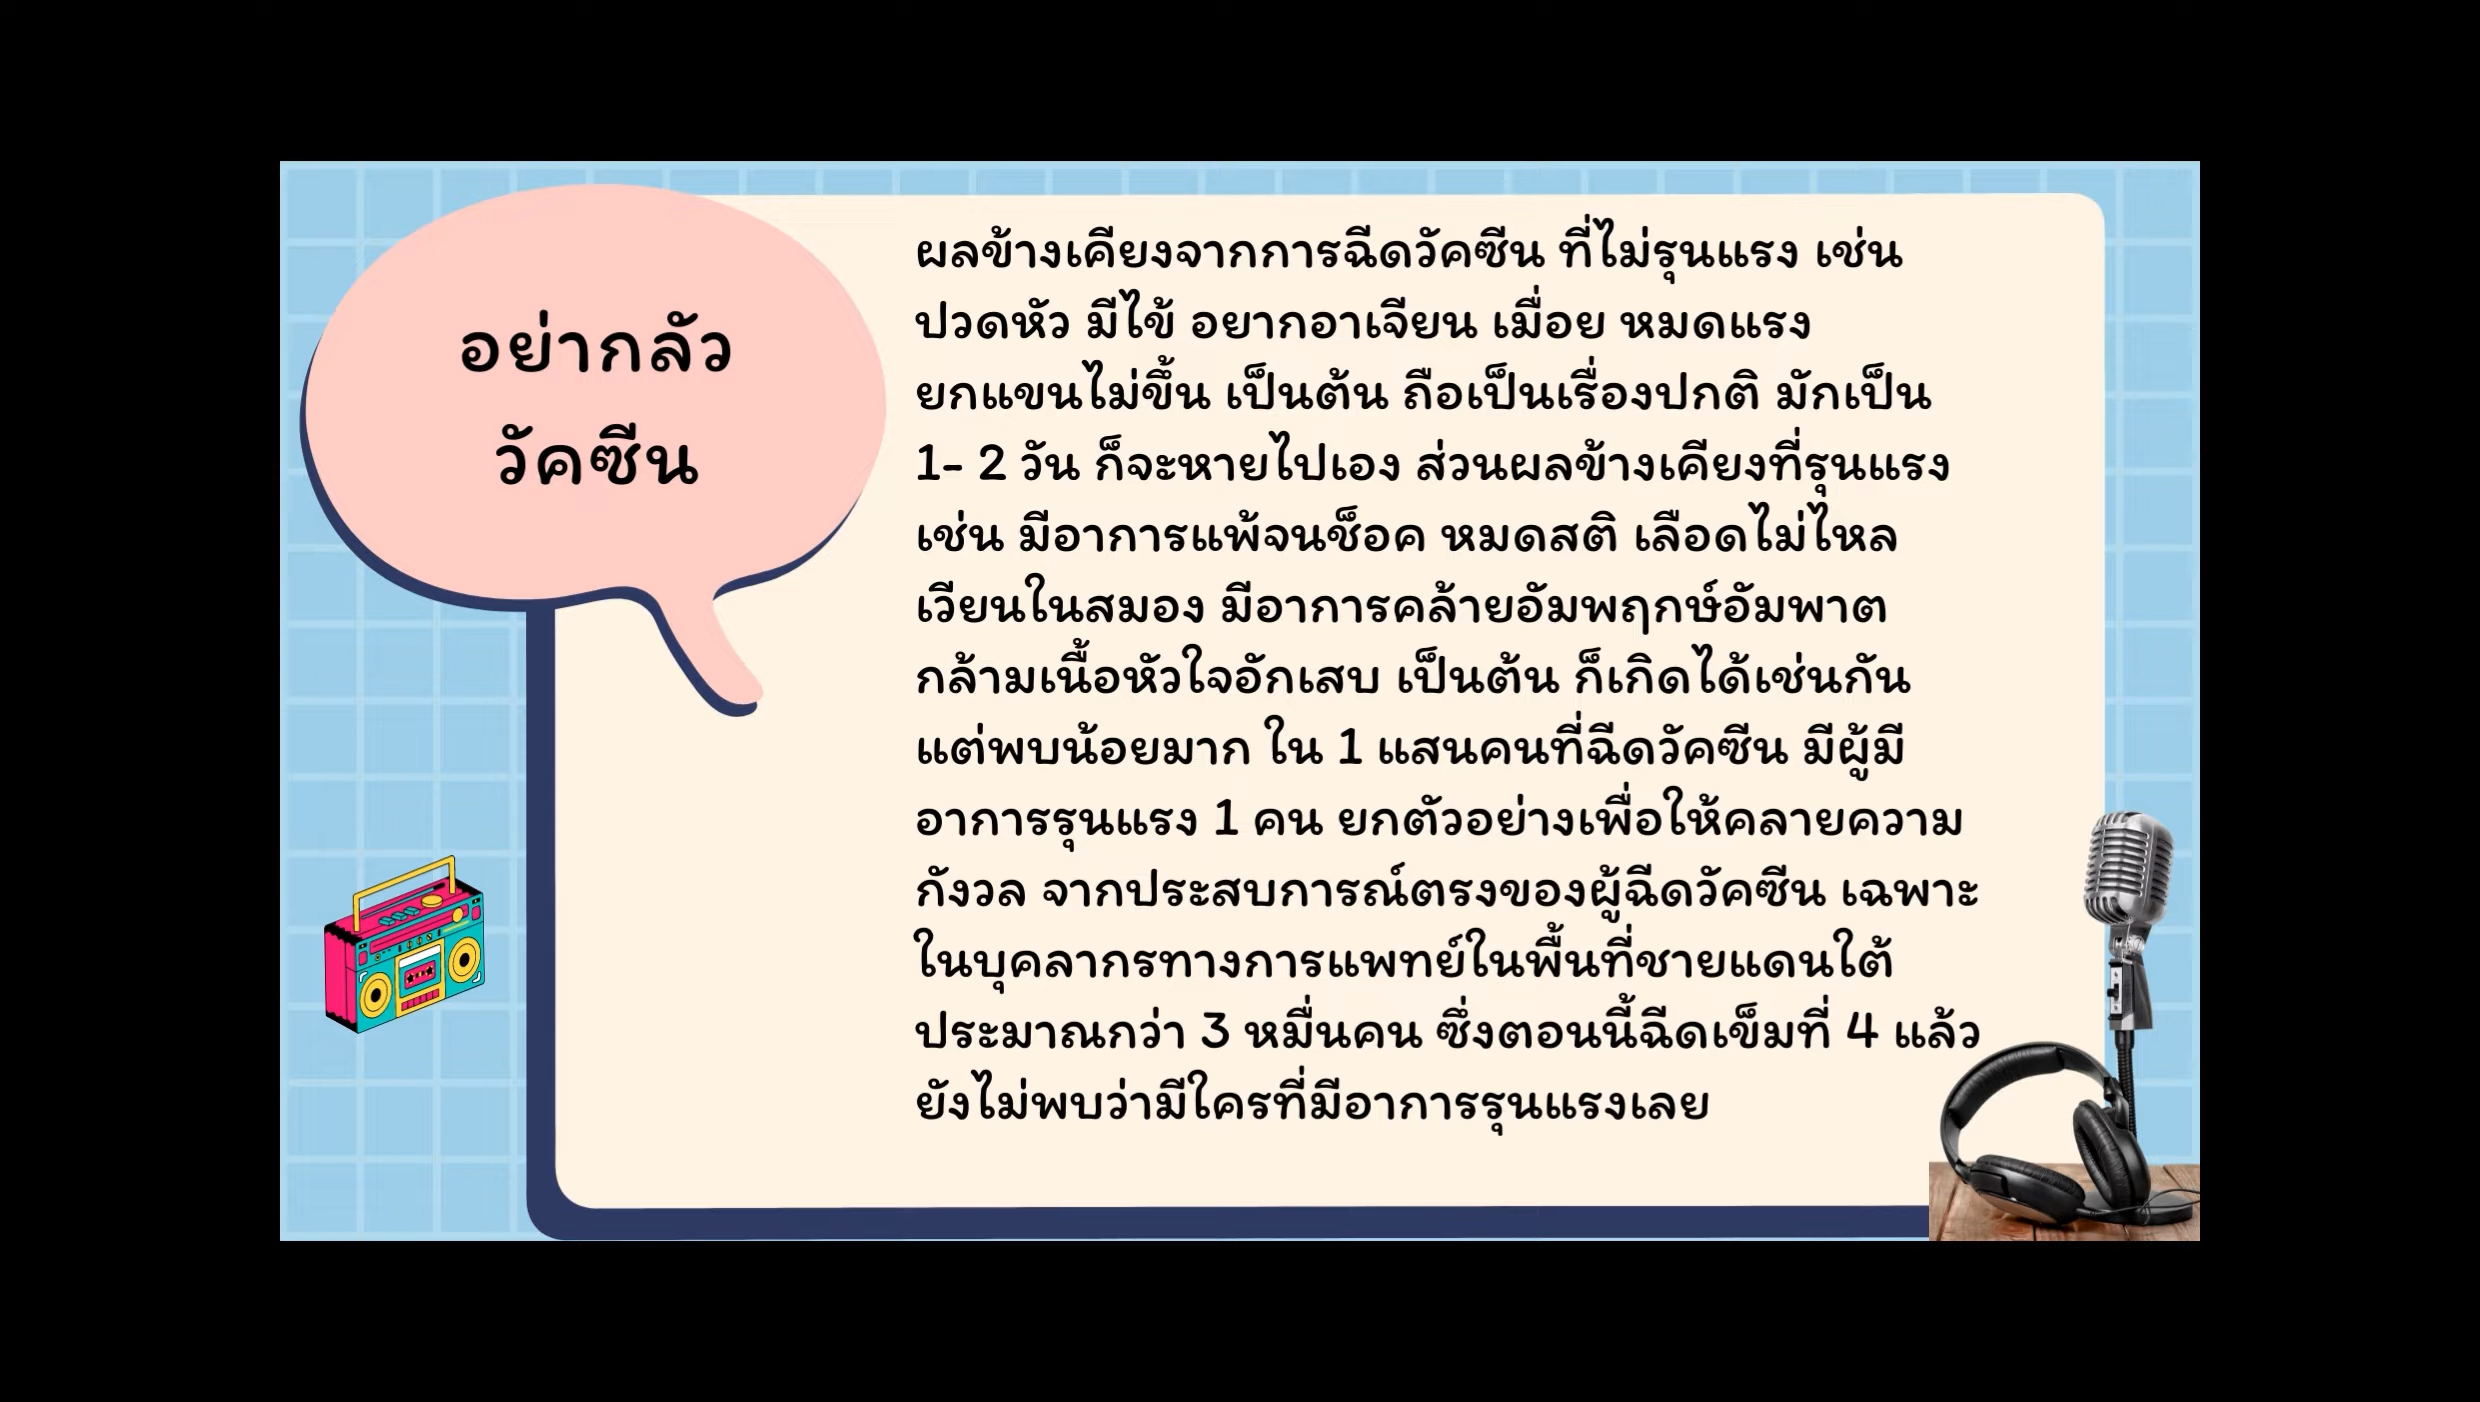 อย่ากลัว
วัคซีน
ผลข้างเคียงจากการฉีดวัคซีน ที่ไม่รุนแรง เช่น
ปวดหัว มีไข้ อยากอาเจียน เมื่อย หมดแรง
ยกแขนไม่ขึ้น เป็นต้น ถือเป็นเรื่องปกติ มักเป็น
1- 2 วัน ก็จะหายไปเอง ส่วนผลข้างเคียงที่รุนแรง
เช่น มีอาการแพ้จนช็อค หมดสติ เลือดไม่ไหล
เวียนในสมอง มีอาการคล้ายอัมพฤกษ์อัมพาต
กล้ามเนื้อหัวใจอักเสบ เป็นต้น ก็เกิดได้เช่นกัน
แต่พบน้อยมาก ใน 1 แสนคนที่ฉีดวัคซีน มีผู้มี
อาการรุนแรง 1 คน ยกตัวอย่างเพื่อให้คลายความ
กังวล จากประสบการณ์ตรงของผู้ฉีดวัคซีน เฉพาะ
ในบุคลากรทางการแพทย์ในพื้นที่ชายแดนใต้
ประมาณกว่า 3 หมื่นคน ซึ่งตอนนี้ฉีดเข็มที่ 4 แล้ว
ยังไม่พบว่ามีใครที่มีอาการรุนแรงเลย